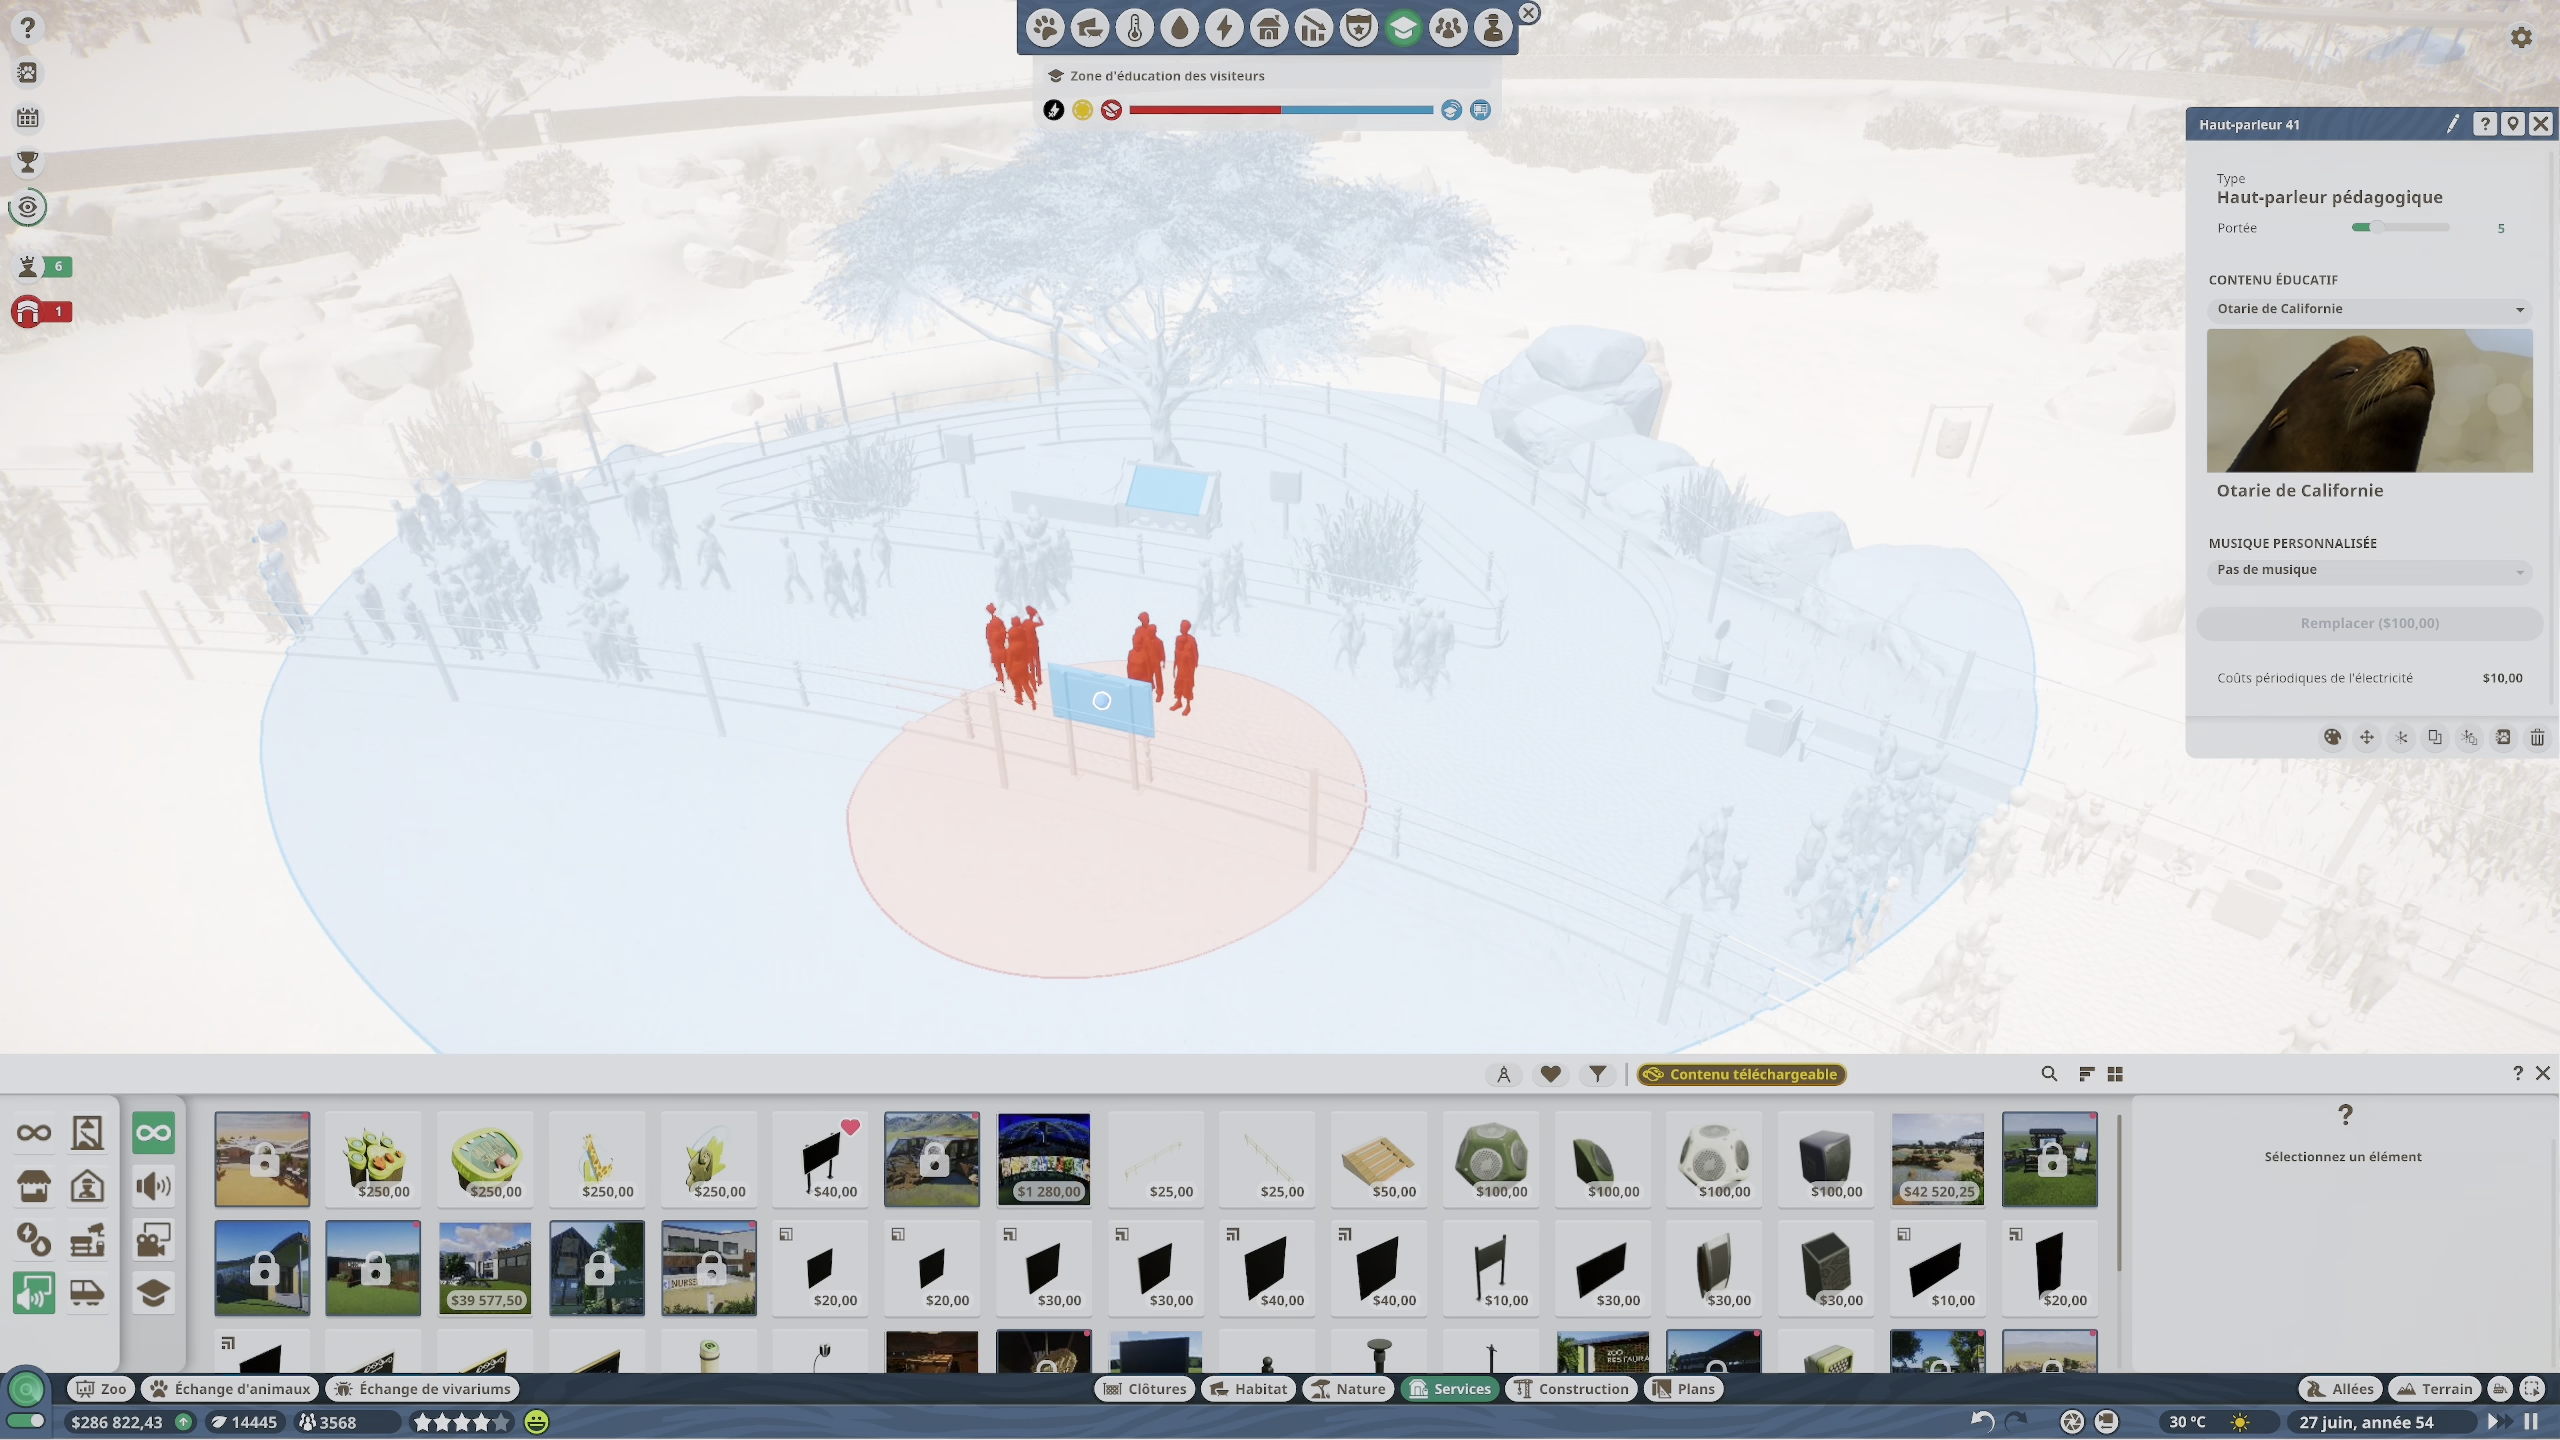 Zone d'éducation des visiteurs
6
1
Haut-parleur 41
?
Type
Haut-parleur pédagogique
Portée 5
CONTENU ÉDUCATIF
Otarie de Californie
Otarie de Californie
MUSIQUE PERSONNALISÉE
Pas de musique
Remplacer ($100,00)
Coûts périodiques de l'électricité $10,00
Contenu téléchargeable
?
$250,00 $250,00 $250,00 $250,00 $40,00 $1 280,00 $25,00 $25,00 $50,00 $100,00 $100,00 $100,00 $100,00 $42 520,25
$39 577,50 NURSE $20,00 $20,00 $30,00 $30,00 $40,00 $40,00 $10,00 $30,00 $30,00 $30,00 $10,00 $20,00
ZOO
RESTAURA
?
Sélectionnez un élément
Zoo Échange d'animaux Échange de vivariums Clôtures Habitat Nature Services Construction Plans Allées Terrain
$286 822,43 14445 3568 30 °C 27 juin, année 54